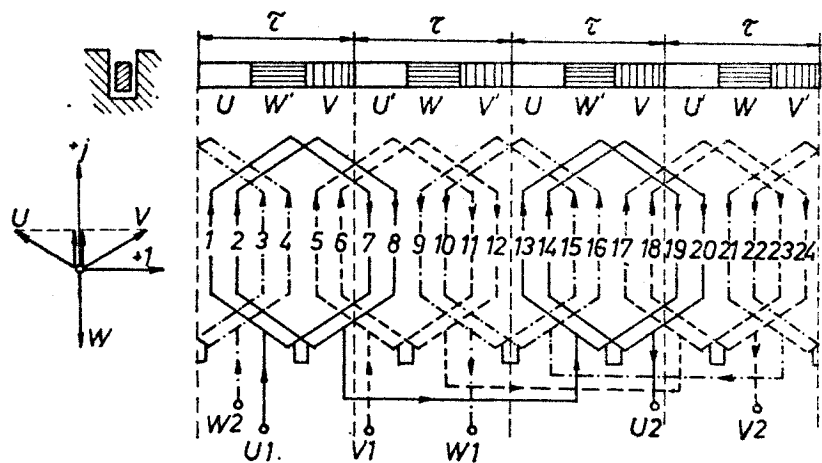 τ τ τ τ
U W' V U' W V' U W' V U' W V'
+j
U V
+1
W
1 2 3 4 5 6 7 8 9 10 11 12 13 14 15 16 17 18 19 20 21 22 23 24
W2 U1. V1 W1 U2 V2